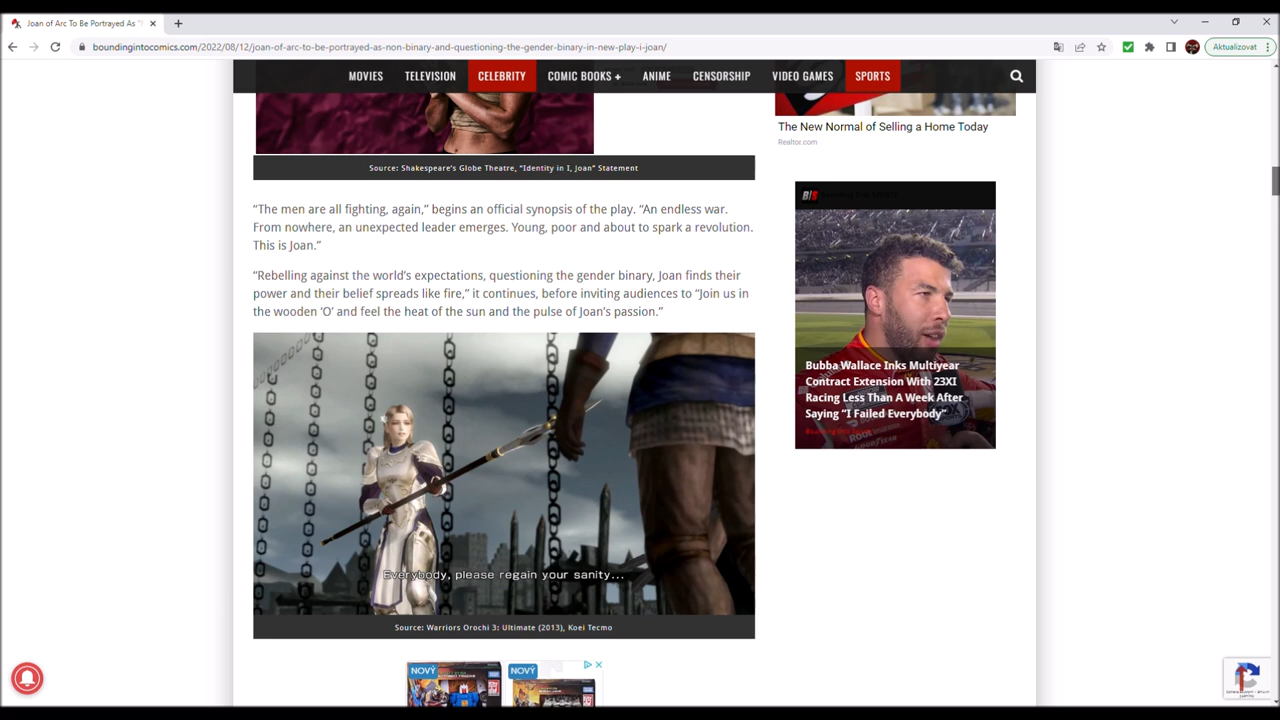 Joan of Arc To Be Portrayed As "
Aktualizovat
boundingintocomics.com/2022/08/12/joan-of-arc-to-be-portrayed-as-non-binary-and-questioning-the-gender-binary-in-new-play-i-joan/
MOVIES TELEVISION CELEBRITY COMIC BOOKS + ANIME CENSORSHIP VIDEO GAMES SPORTS
Source: Shakespeare's Globe Theatre, "Identity in I, Joan" Statement
“The men are all fighting, again,” begins an official synopsis of the play. “An endless war.
From nowhere, an unexpected leader emerges. Young, poor and about to spark a revolution.
This is Joan.”
“Rebelling against the world’s expectations, questioning the gender binary, Joan finds their
power and their belief spreads like fire,” it continues, before inviting audiences to “Join us in
the wooden ‘O’ and feel the heat of the sun and the pulse of Joan’s passion.”
Everybody, please regain your sanity...
Source: Warriors Orochi 3: Ultimate (2013), Koei Tecmo
NOVÝ NOVÝ
The New Normal of Selling a Home Today
Realtor.com
Bubba Wallace Inks Multiyear
Contract Extension With 23XI
Racing Less Than A Week After
Saying “I Failed Everybody”